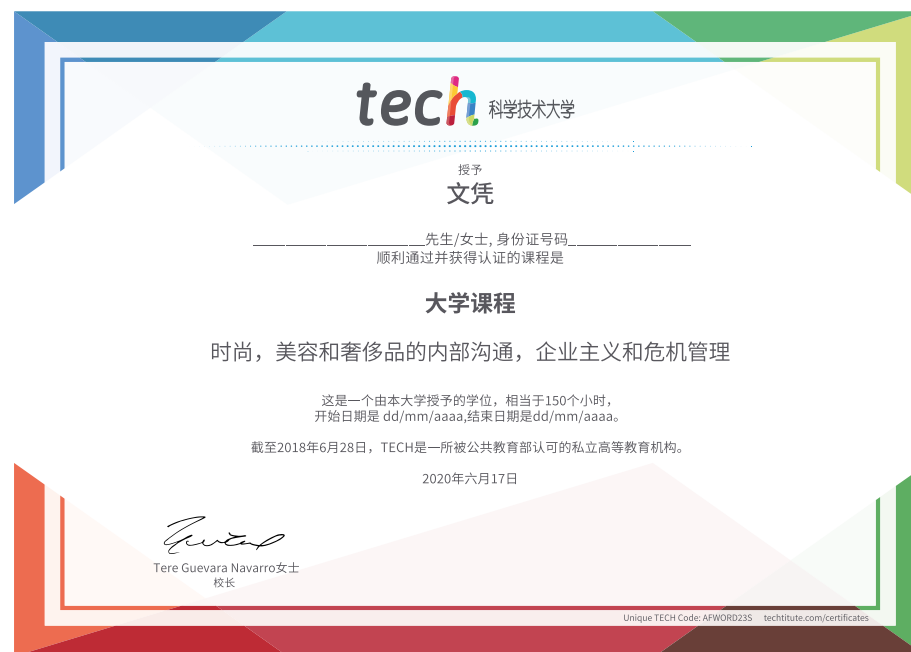 tech 科学技术大学
授予
文凭
____________________先生/女士, 身份证号码______________
顺利通过并获得认证的课程是
大学课程
时尚，美容和奢侈品的内部沟通，企业主义和危机管理
这是一个由本大学授予的学位，相当于150个小时，
开始日期是 dd/mm/aaaa,结束日期是dd/mm/aaaa。
截至2018年6月28日，TECH是一所被公共教育部认可的私立高等教育机构。
2020年六月17日
Tere Guevara Navarro女士
校长
Unique TECH Code: AFWORD23S techtitute.com/certificates